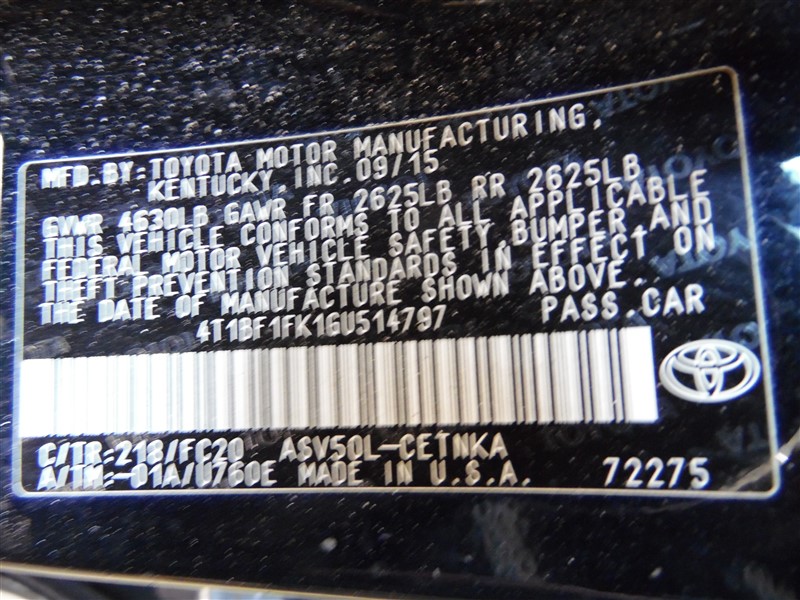 MFD.BY:TOYOTA MOTOR MANUFACTURING,
KENTUCKY,INC.09/15
GVWR 4630LB GAWR FR 2625LB RR 2625LB
THIS VEHICLE CONFORMS TO ALL APPLICABLE
FEDERAL MOTOR VEHICLE SAFETY,BUMPER,AND
THEFT PREVENTION STANDARDS IN EFFECT ON
THE DATE OF MANUFACTURE SHOWN ABOVE.
4T1BF1FK1GU514797 PASS.CAR
C/TR:218/FC20 ASV50L-CETNKA
A/TM:-01A/U760E MADE IN U.S.A. 72275